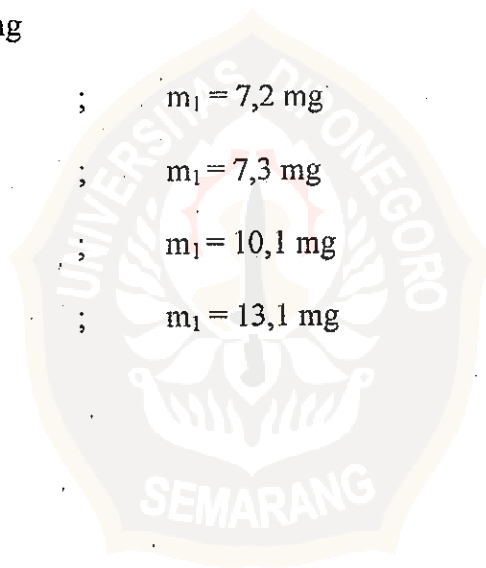 ; m₁ = 7,2 mg
; m₁ = 7,3 mg
; m₁ = 10,1 mg
; m₁ = 13,1 mg
UNIVERSITAS DIPONEGORO
SEMARANG